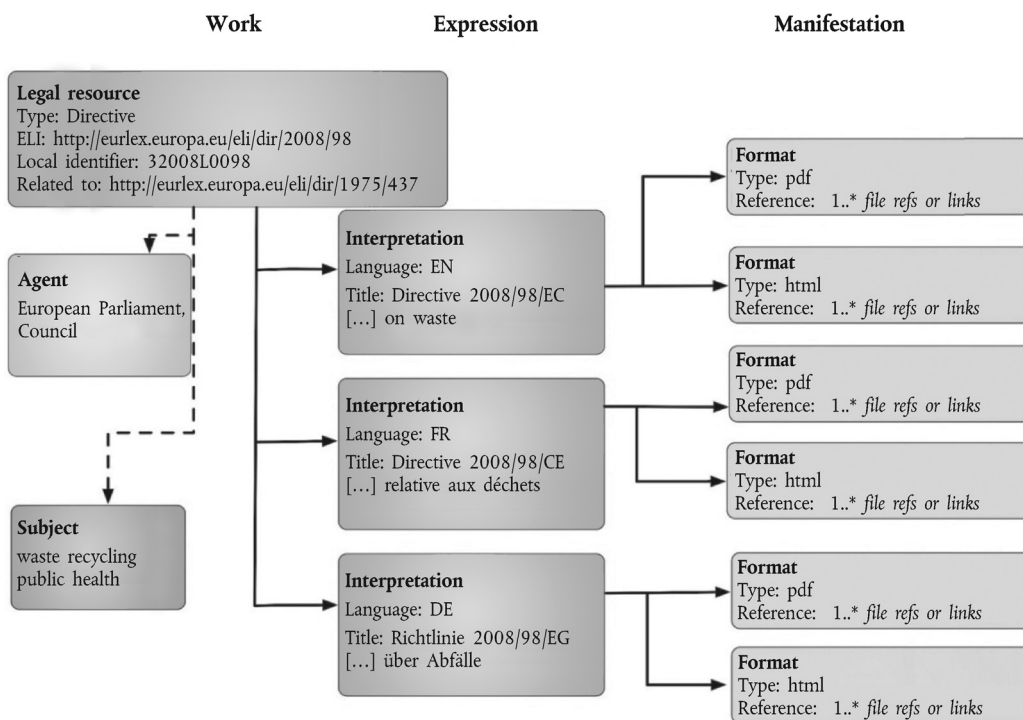 Work
Expression
Manifestation
Legal resource
Type: Directive
ELI: http://eurlex.europa.eu/eli/dir/2008/98
Local identifier: 32008L0098
Related to: http://eurlex.europa.eu/eli/dir/1975/437
Agent
European Parliament,
Council
Subject
waste recycling
public health
Interpretation
Language: EN
Title: Directive 2008/98/EC
[…] on waste
Interpretation
Language: FR
Title: Directive 2008/98/CE
[…] relative aux déchets
Interpretation
Language: DE
Title: Richtlinie 2008/98/EG
[…] über Abfälle
Format
Type: pdf
Reference: 1..* file refs or links
Format
Type: html
Reference: 1..* file refs or links
Format
Type: pdf
Reference: 1..* file refs or links
Format
Type: html
Reference: 1..* file refs or links
Format
Type: pdf
Reference: 1..* file refs or links
Format
Type: html
Reference: 1..* file refs or links